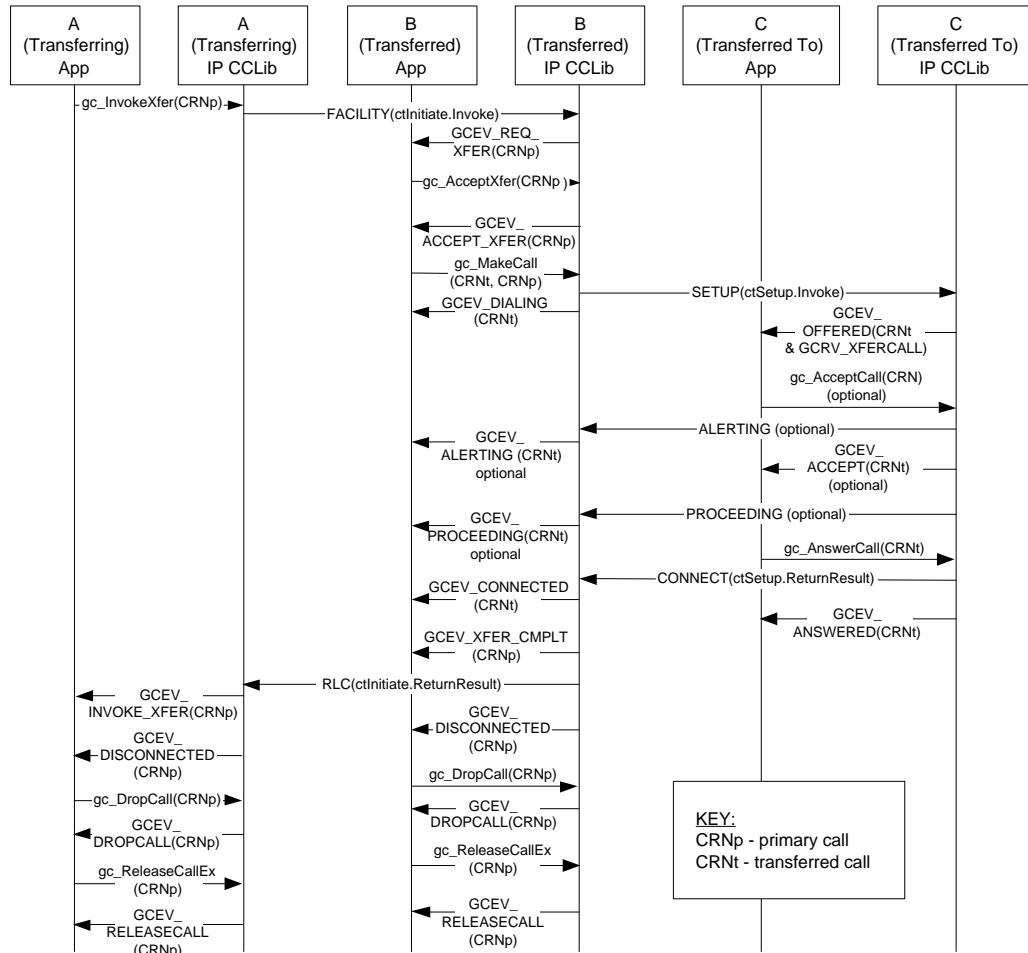 A
(Transferring)
App
A
(Transferring)
IP CCLib
B
(Transferred)
App
B
(Transferred)
IP CCLib
C
(Transferred To)
App
C
(Transferred To)
IP CCLib
gc_InvokeXfer(CRNp)
FACILITY(ctInitiate.Invoke)
GCEV_REQ_
XFER(CRNp)
gc_AcceptXfer(CRNp )
GCEV_
ACCEPT_XFER(CRNp)
gc_MakeCall
(CRNt, CRNp)
SETUP(ctSetup.Invoke)
GCEV_DIALING
(CRNt)
GCEV_
OFFERED(CRNt
& GCRV_XFERCALL)
gc_AcceptCall(CRN)
(optional)
ALERTING (optional)
GCEV_
ALERTING (CRNt)
optional
GCEV_
ACCEPT(CRNt)
(optional)
PROCEEDING (optional)
GCEV_
PROCEEDING(CRNt)
optional
gc_AnswerCall(CRNt)
CONNECT(ctSetup.ReturnResult)
GCEV_CONNECTED
(CRNt)
GCEV_
ANSWERED(CRNt)
GCEV_XFER_CMPLT
(CRNp)
RLC(ctInitiate.ReturnResult)
GCEV_
INVOKE_XFER(CRNp)
GCEV_
DISCONNECTED
(CRNp)
GCEV_
DISCONNECTED
(CRNp)
gc_DropCall(CRNp)
gc_DropCall(CRNp)
GCEV_
DROPCALL(CRNp)
GCEV_
DROPCALL(CRNp)
gc_ReleaseCallEx
(CRNp)
gc_ReleaseCallEx
(CRNp)
GCEV_
RELEASECALL
(CRNp)
GCEV_
RELEASECALL
(CRNp)
KEY:
CRNp - primary call
CRNt - transferred call